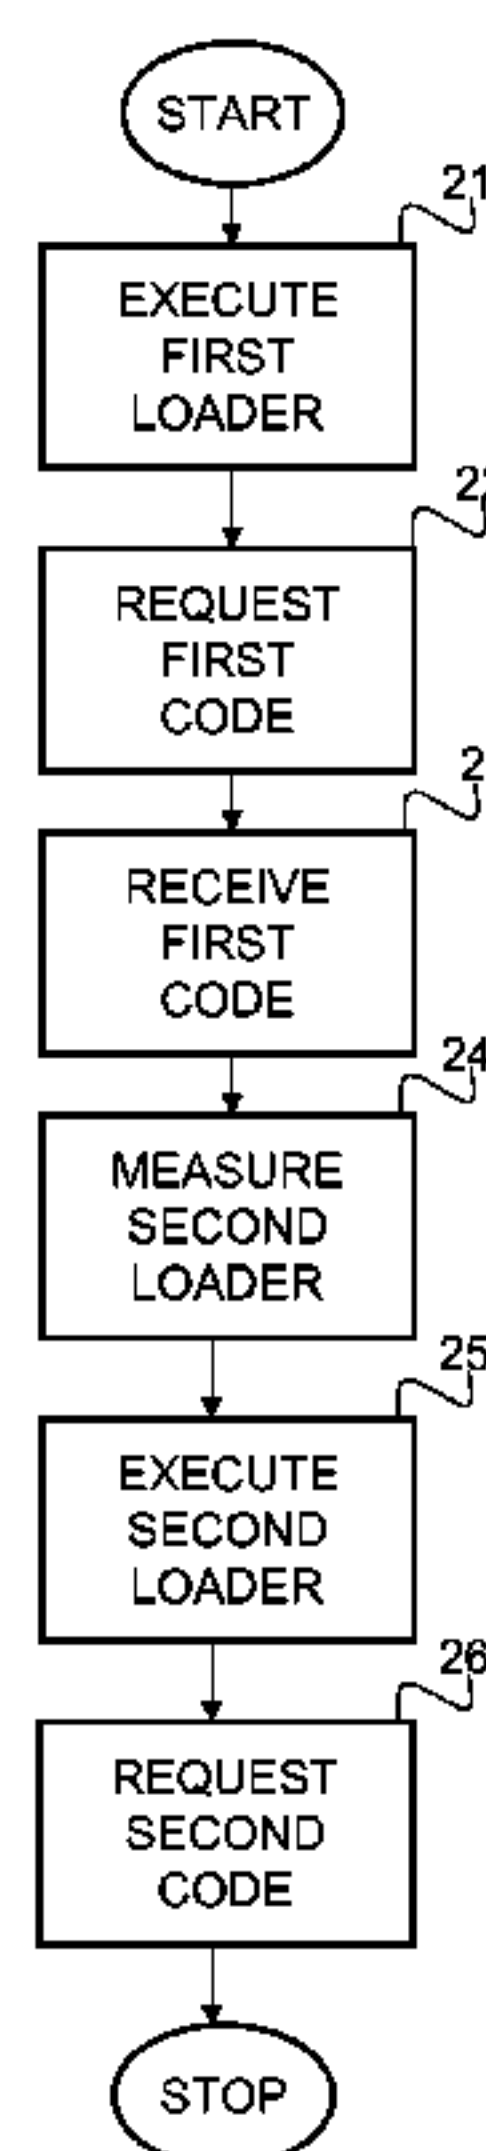 START
21
EXECUTE
FIRST
LOADER
REQUEST
FIRST
CODE
2
RECEIVE
FIRST
CODE
24
MEASURE
SECOND
LOADER
25
EXECUTE
SECOND
LOADER
26
REQUEST
SECOND
CODE
STOP